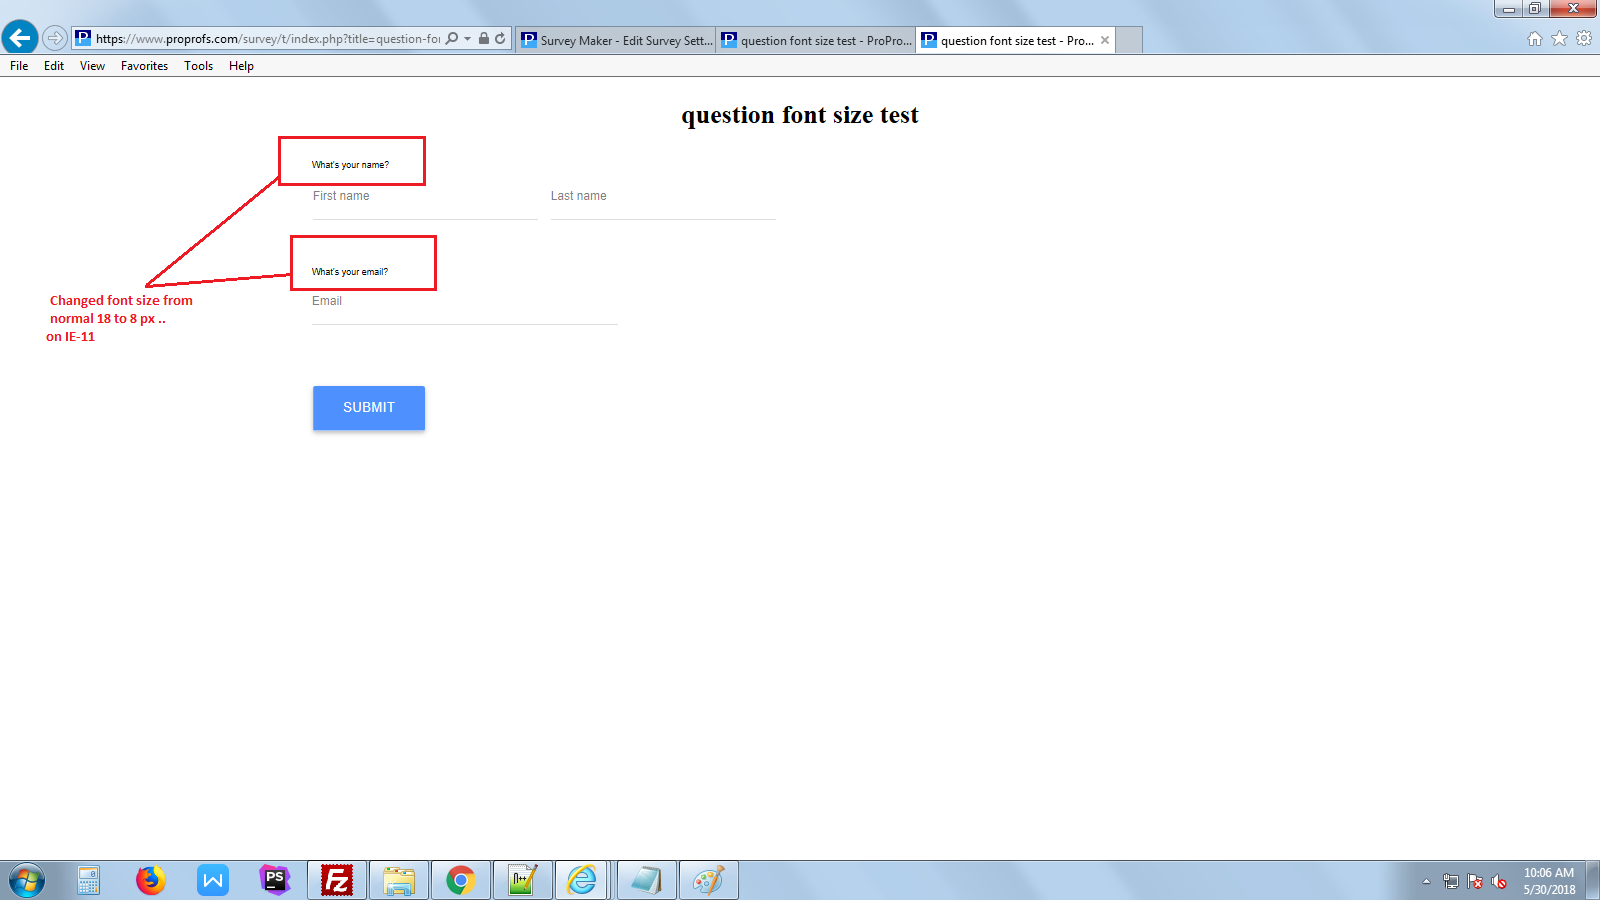 https://www.proprofs.com/survey/t/index.php?title=question-fo
Survey Maker - Edit Survey Sett...
question font size test - ProPro...
question font size test - Pro...
File Edit View Favorites Tools Help
question font size test
What's your name?
First name Last name
What's your email?
Email
Changed font size from
normal 18 to 8 px ..
on IE-11
SUBMIT
10:06 AM
5/30/2018